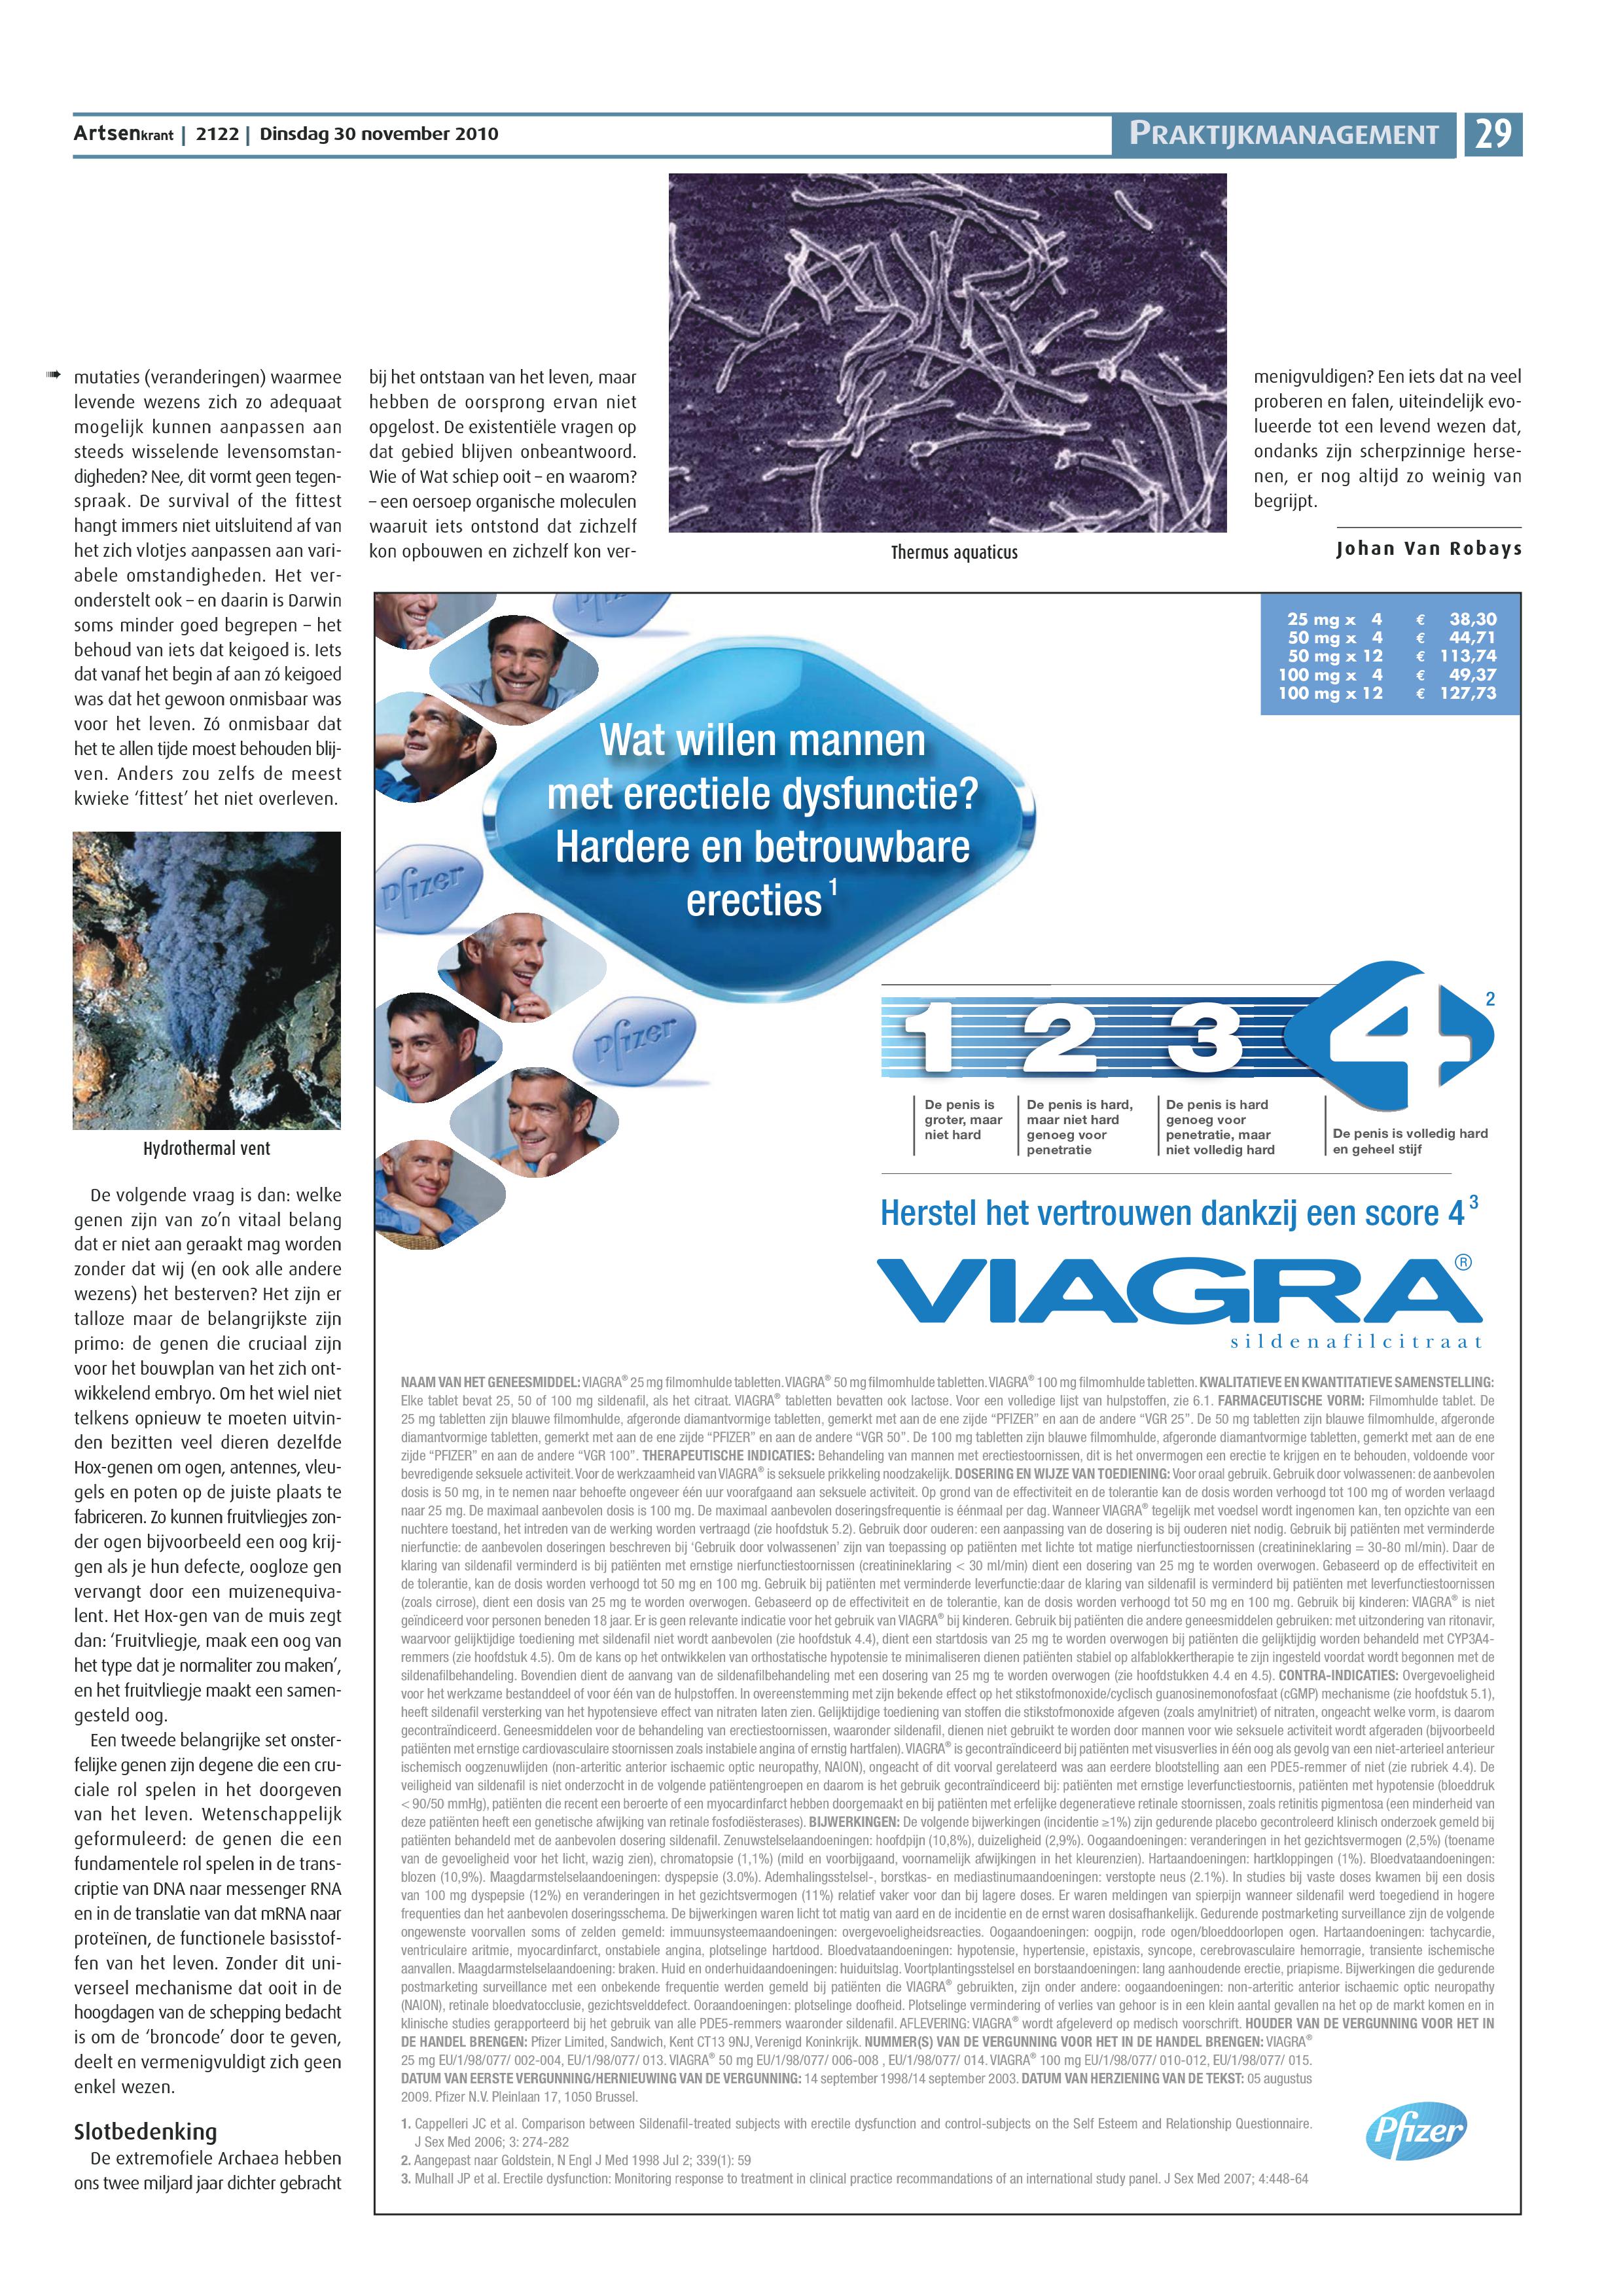 Artsenkrant | 2122 | Dinsdag 30 november 2010
PRAKTIJKMANAGEMENT 29
mutaties (veranderingen) waarmee
levende wezens zich zo adequaat
mogelijk kunnen aanpassen aan
steeds wisselende levensomstan-
digheden? Nee, dit vormt geen tegen-
spraak. De survival of the fittest
hangt immers niet uitsluitend af van
het zich vlotjes aanpassen aan vari-
abele omstandigheden. Het ver-
onderstelt ook – en daarin is Darwin
soms minder goed begrepen – het
behoud van iets dat keigoed is. Iets
dat vanaf het begin af aan zó keigoed
was dat het gewoon onmisbaar was
voor het leven. Zó onmisbaar dat
het te allen tijde moest behouden blij-
ven. Anders zou zelfs de meest
kwieke ‘fittest’ het niet overleven.
Hydrothermal vent
De volgende vraag is dan: welke
genen zijn van zo’n vitaal belang
dat er niet aan geraakt mag worden
zonder dat wij (en ook alle andere
wezens) het besterven? Het zijn er
talloze maar de belangrijkste zijn
primo: de genen die cruciaal zijn
voor het bouwplan van het zich ont-
wikkelend embryo. Om het wiel niet
telkens opnieuw te moeten uitvin-
den bezitten veel dieren dezelfde
Hox-genen om ogen, antennes, vleu-
gels en poten op de juiste plaats te
fabriceren. Zo kunnen fruitvliegjes zon-
der ogen bijvoorbeeld een oog krij-
gen als je hun defecte, oogloze gen
vervangt door een muizenequiva-
lent. Het Hox-gen van de muis zegt
dan: ‘Fruitvliegje, maak een oog van
het type dat je normaliter zou maken’,
en het fruitvliegje maakt een samen-
gesteld oog.
Een tweede belangrijke set onster-
felijke genen zijn degene die een cru-
ciale rol spelen in het doorgeven
van het leven. Wetenschappelijk
geformuleerd: de genen die een
fundamentele rol spelen in de trans-
criptie van DNA naar messenger RNA
en in de translatie van dat mRNA naar
proteïnen, de functionele basisstof-
fen van het leven. Zonder dit uni-
verseel mechanisme dat ooit in de
hoogdagen van de schepping bedacht
is om de ‘broncode’ door te geven,
deelt en vermenigvuldigt zich geen
enkel wezen.
Slotbedenking
De extremofiele Archaea hebben
ons twee miljard jaar dichter gebracht
bij het ontstaan van het leven, maar
hebben de oorsprong ervan niet
opgelost. De existentiële vragen op
dat gebied blijven onbeantwoord.
Wie of Wat schiep ooit – en waarom?
– een oersoep organische moleculen
waaruit iets ontstond dat zichzelf
kon opbouwen en zichzelf kon ver-
Thermus aquaticus
menigvuldigen? Een iets dat na veel
proberen en falen, uiteindelijk evo-
lueerde tot een levend wezen dat,
ondanks zijn scherpzinnige herse-
nen, er nog altijd zo weinig van
begrijpt.
Johan Van Robays
25 mg x 4 € 38,30
50 mg x 4 € 44,71
50 mg x 12 € 113,74
100 mg x 4 € 49,37
100 mg x 12 € 127,73
Wat willen mannen
met erectiele dysfunctie?
Hardere en betrouwbare
erecties 1
pfizer
pfizer
1 2 3 4 2
De penis is
groter, maar
niet hard
De penis is hard,
maar niet hard
genoeg voor
penetratie
De penis is hard
genoeg voor
penetratie, maar
niet volledig hard
De penis is volledig hard
en geheel stijf
Herstel het vertrouwen dankzij een score 4 3
VIAGRA®
sildenafilcitraat
NAAM VAN HET GENEESMIDDEL: VIAGRA® 25 mg filmomhulde tabletten. VIAGRA® 50 mg filmomhulde tabletten. VIAGRA® 100 mg filmomhulde tabletten. KWALITATIEVE EN KWANTITATIEVE SAMENSTELLING:
Elke tablet bevat 25, 50 of 100 mg sildenafil, als het citraat. VIAGRA® tabletten bevatten ook lactose. Voor een volledige lijst van hulpstoffen, zie 6.1. FARMACEUTISCHE VORM: Filmomhulde tablet. De
25 mg tabletten zijn blauwe filmomhulde, afgeronde diamantvormige tabletten, gemerkt met aan de ene zijde “PFIZER” en aan de andere “VGR 25”. De 50 mg tabletten zijn blauwe filmomhulde, afgeronde
diamantvormige tabletten, gemerkt met aan de ene zijde “PFIZER” en aan de andere “VGR 50”. De 100 mg tabletten zijn blauwe filmomhulde, afgeronde diamantvormige tabletten, gemerkt met aan de ene
zijde “PFIZER” en aan de andere “VGR 100”. THERAPEUTISCHE INDICATIES: Behandeling van mannen met erectiestoornissen, dit is het onvermogen een erectie te krijgen en te behouden, voldoende voor
bevredigende seksuele activiteit. Voor de werkzaamheid van VIAGRA® is seksuele prikkeling noodzakelijk. DOSERING EN WIJZE VAN TOEDIENING: Voor oraal gebruik. Gebruik door volwassenen: de aanbevolen
dosis is 50 mg, in te nemen naar behoefte ongeveer één uur voorafgaand aan seksuele activiteit. Op grond van de effectiviteit en de tolerantie kan de dosis worden verhoogd tot 100 mg of worden verlaagd
naar 25 mg. De maximaal aanbevolen dosis is 100 mg. De maximaal aanbevolen doseringsfrequentie is éénmaal per dag. Wanneer VIAGRA® tegelijk met voedsel wordt ingenomen kan, ten opzichte van een
nuchtere toestand, het intreden van de werking worden vertraagd (zie hoofdstuk 5.2). Gebruik door ouderen: een aanpassing van de dosering is bij ouderen niet nodig. Gebruik bij patiënten met verminderde
nierfunctie: de aanbevolen doseringen beschreven bij ‘Gebruik door volwassenen’ zijn van toepassing op patiënten met lichte tot matige nierfunctiestoornissen (creatinineklaring = 30-80 ml/min). Daar de
klaring van sildenafil verminderd is bij patiënten met ernstige nierfunctiestoornissen (creatinineklaring < 30 ml/min) dient een dosering van 25 mg te worden overwogen. Gebaseerd op de effectiviteit en
de tolerantie, kan de dosis worden verhoogd tot 50 mg en 100 mg. Gebruik bij patiënten met verminderde leverfunctie:daar de klaring van sildenafil is verminderd bij patiënten met leverfunctiestoornissen
(zoals cirrose), dient een dosis van 25 mg te worden overwogen. Gebaseerd op de effectiviteit en de tolerantie, kan de dosis worden verhoogd tot 50 mg en 100 mg. Gebruik bij kinderen: VIAGRA® is niet
geïndiceerd voor personen beneden 18 jaar. Er is geen relevante indicatie voor het gebruik van VIAGRA® bij kinderen. Gebruik bij patiënten die andere geneesmiddelen gebruiken: met uitzondering van ritonavir,
waarvoor gelijktijdige toediening met sildenafil niet wordt aanbevolen (zie hoofdstuk 4.4), dient een startdosis van 25 mg te worden overwogen bij patiënten die gelijktijdig worden behandeld met CYP3A4-
remmers (zie hoofdstuk 4.5). Om de kans op het ontwikkelen van orthostatische hypotensie te minimaliseren dienen patiënten stabiel op alfablokkertherapie te zijn ingesteld voordat wordt begonnen met de
sildenafilbehandeling. Bovendien dient de aanvang van de sildenafilbehandeling met een dosering van 25 mg te worden overwogen (zie hoofdstukken 4.4 en 4.5). CONTRA-INDICATIES: Overgevoeligheid
voor het werkzame bestanddeel of voor één van de hulpstoffen. In overeenstemming met zijn bekende effect op het stikstofmonoxide/cyclisch guanosinemonofosfaat (cGMP) mechanisme (zie hoofdstuk 5.1),
heeft sildenafil versterking van het hypotensieve effect van nitraten laten zien. Gelijktijdige toediening van stoffen die stikstofmonoxide afgeven (zoals amylnitriet) of nitraten, ongeacht welke vorm, is daarom
gecontraïndiceerd. Geneesmiddelen voor de behandeling van erectiestoornissen, waaronder sildenafil, dienen niet gebruikt te worden door mannen voor wie seksuele activiteit wordt afgeraden (bijvoorbeeld
patiënten met ernstige cardiovasculaire stoornissen zoals instabiele angina of ernstig hartfalen). VIAGRA® is gecontraïndiceerd bij patiënten met visusverlies in één oog als gevolg van een niet-arterieel anterieur
ischemisch oogzenuwlijden (non-arteritic anterior ischaemic optic neuropathy, NAION), ongeacht of dit voorval gerelateerd was aan eerdere blootstelling aan een PDE5-remmer of niet (zie rubriek 4.4). De
veiligheid van sildenafil is niet onderzocht in de volgende patiëntengroepen en daarom is het gebruik gecontraïndiceerd bij: patiënten met ernstige leverfunctiestoornis, patiënten met hypotensie (bloeddruk
< 90/50 mmHg), patiënten die recent een beroerte of een myocardinfarct hebben doorgemaakt en bij patiënten met erfelijke degeneratieve retinale stoornissen, zoals retinitis pigmentosa (een minderheid van
deze patiënten heeft een genetische afwijking van retinale fosfodiësterases). BIJWERKINGEN: De volgende bijwerkingen (incidentie ≥1%) zijn gedurende placebo gecontroleerd klinisch onderzoek gemeld bij
patiënten behandeld met de aanbevolen dosering sildenafil. Zenuwstelselaandoeningen: hoofdpijn (10,8%), duizeligheid (2,9%). Oogaandoeningen: veranderingen in het gezichtsvermogen (2,5%) (toename
van de gevoeligheid voor het licht, wazig zien), chromatopsie (1,1%) (mild en voorbijgaand, voornamelijk afwijkingen in het kleurenzien). Hartaandoeningen: hartkloppingen (1%). Bloedvataandoeningen:
blozen (10,9%). Maagdarmstelselaandoeningen: dyspepsie (3.0%). Ademhalingsstelsel-, borstkas- en mediastinumaandoeningen: verstopte neus (2.1%). In studies bij vaste doses kwamen bij een dosis
van 100 mg dyspepsie (12%) en veranderingen in het gezichtsvermogen (11%) relatief vaker voor dan bij lagere doses. Er waren meldingen van spierpijn wanneer sildenafil werd toegediend in hogere
frequenties dan het aanbevolen doseringsschema. De bijwerkingen waren licht tot matig van aard en de incidentie en de ernst waren dosisafhankelijk. Gedurende postmarketing surveillance zijn de volgende
ongewenste voorvallen soms of zelden gemeld: immuunsysteemaandoeningen: overgevoeligheidsreacties. Oogaandoeningen: oogpijn, rode ogen/bloeddoorlopen ogen. Hartaandoeningen: tachycardie,
ventriculaire aritmie, myocardinfarct, onstabiele angina, plotselinge hartdood. Bloedvataandoeningen: hypotensie, hypertensie, epistaxis, syncope, cerebrovasculaire hemorragie, transiente ischemische
aanvallen. Maagdarmstelselaandoening: braken. Huid en onderhuidaandoeningen: huiduitslag. Voortplantingsstelsel en borstaandoeningen: lang aanhoudende erectie, priapisme. Bijwerkingen die gedurende
postmarketing surveillance met een onbekende frequentie werden gemeld bij patiënten die VIAGRA® gebruikten, zijn onder andere: oogaandoeningen: non-arteritic anterior ischaemic optic neuropathy
(NAION), retinale bloedvatocclusie, gezichtsvelddefect. Ooraandoeningen: plotselinge doofheid. Plotselinge vermindering of verlies van gehoor is in een klein aantal gevallen na het op de markt komen en in
klinische studies gerapporteerd bij het gebruik van alle PDE5-remmers waaronder sildenafil. AFLEVERING: VIAGRA® wordt afgeleverd op medisch voorschrift. HOUDER VAN DE VERGUNNING VOOR HET IN
DE HANDEL BRENGEN: Pfizer Limited, Sandwich, Kent CT13 9NJ, Verenigd Koninkrijk. NUMMER(S) VAN DE VERGUNNING VOOR HET IN DE HANDEL BRENGEN: VIAGRA®
25 mg EU/1/98/077/ 002-004, EU/1/98/077/ 013. VIAGRA® 50 mg EU/1/98/077/ 006-008 , EU/1/98/077/ 014. VIAGRA® 100 mg EU/1/98/077/ 010-012, EU/1/98/077/ 015.
DATUM VAN EERSTE VERGUNNING/HERNIEUWING VAN DE VERGUNNING: 14 september 1998/14 september 2003. DATUM VAN HERZIENING VAN DE TEKST: 05 augustus
2009. Pfizer N.V. Pleinlaan 17, 1050 Brussel.
1. Cappelleri JC et al. Comparison between Sildenafil-treated subjects with erectile dysfunction and control-subjects on the Self Esteem and Relationship Questionnaire.
J Sex Med 2006; 3: 274-282
2. Aangepast naar Goldstein, N Engl J Med 1998 Jul 2; 339(1): 59
3. Mulhall JP et al. Erectile dysfunction: Monitoring response to treatment in clinical practice recommandations of an international study panel. J Sex Med 2007; 4:448-64
Pfizer